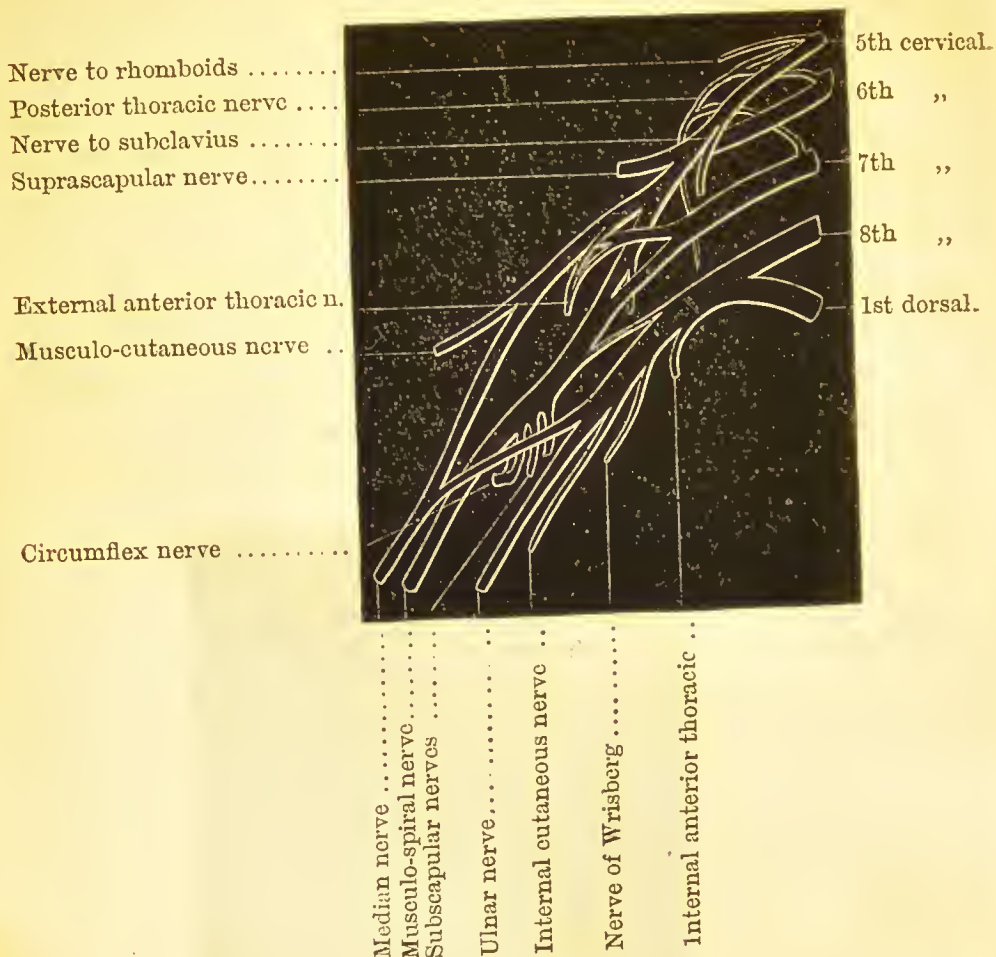 Nerve to rhomboids ........
Posterior thoracic nerve ....
Nerve to subclavius ........
Suprascapular nerve........
External anterior thoracic n.
Musculo-cutaneous nerve ..
Circumflex nerve ..........
5th cervical.
6th „
7th „
8th „
1st dorsal.
Median nerve ............
Musculo-spiral nerve.......
Subscapular nerves .......
Ulnar nerve..............
Internal cutaneous nerve ..
Nerve of Wrisberg.........
Internal anterior thoracic ..